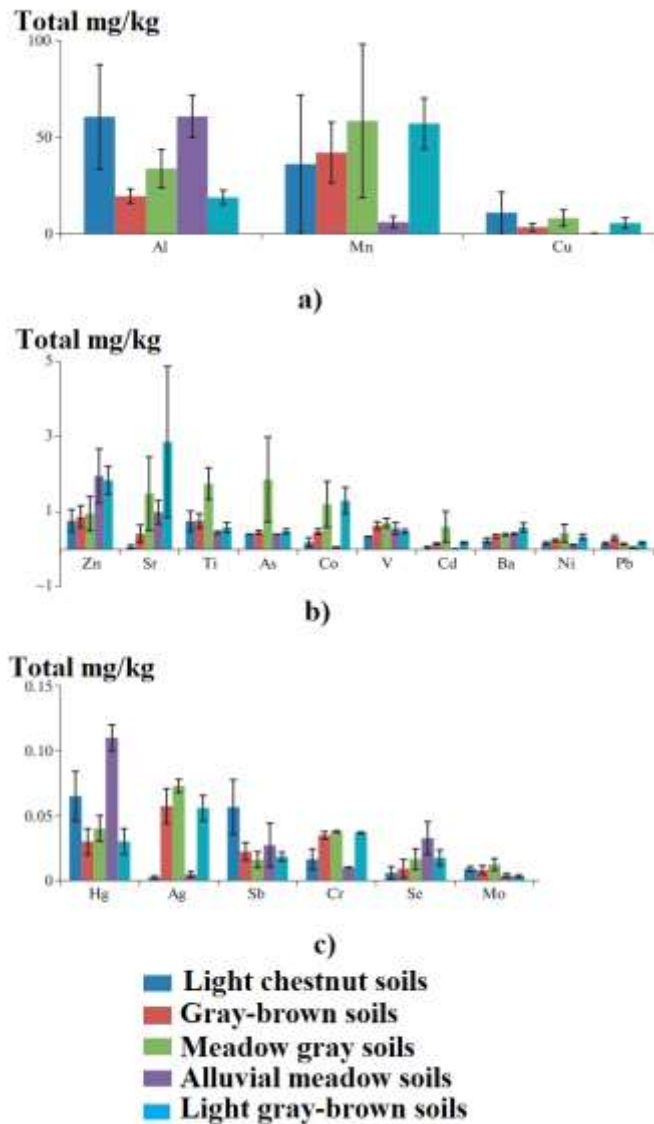 Total mg/kg
100
50
0
Al Mn Cu
a)
Total mg/kg
5
3
1
−1
Zn Sr Ti As Co V Cd Ba Ni Pb
b)
Total mg/kg
0.15
0.10
0.05
0
Hg Ag Sb Cr Se Mo
c)
Light chestnut soils
Gray-brown soils
Meadow gray soils
Alluvial meadow soils
Light gray-brown soils